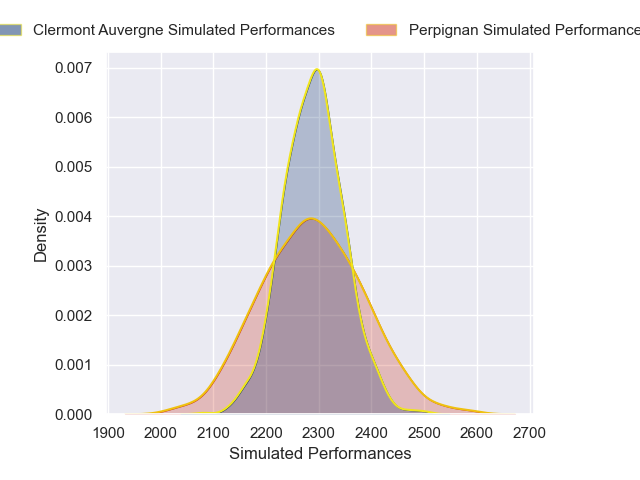 Clermont Auvergne Simulated Performances
Perpignan Simulated Performance
0.007
0.006
0.005
0.004
0.003
0.002
0.001
0.000
Density
1900 2000 2100 2200 2300 2400 2500 2600 2700
Simulated Performances